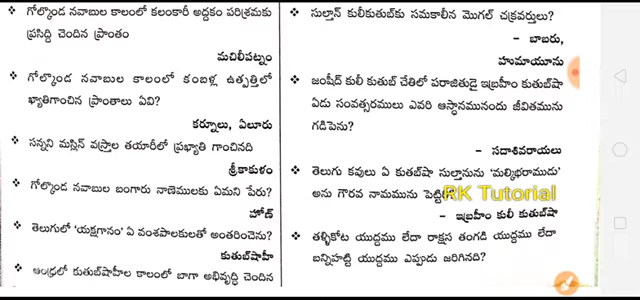 ❖ గోల్కొండ నవాబుల కాలంలో కలంకారీ అద్దకం పరిశ్రమకు
ప్రసిద్ది చెందిన ప్రాంతం
మచిలీపట్నం
❖ గోల్కొండ నవాబుల కాలంలో కంబళ్ల ఉత్పత్తిలో
ఖ్యాతిగాంచిన ప్రాంతాలు ఏవి?
కర్నూలు, ఏలూరు
❖ సన్నని మస్లిన్ వస్త్రాల తయారీలో ప్రఖ్యాతి గాంచినది
శ్రీకాకుళం
❖ గోల్కొండ నవాబుల బంగారు నాణెములకు ఏమని పేరు?
హోన్
❖ తెలుగులో 'యక్షగానం' ఏ వంశపాలకులతో అంతరించెను?
కుతుబ్‌షాహీ
❖ ఆంధ్రలో కుతుబ్‌షాహీల కాలంలో బాగా అభివృద్ధి చెందిన
❖ సుల్తాన్ కులీకుతుబ్‌కు సమకాలీన మొగల్ చక్రవర్తులు?
– బాబరు,
హుమాయూను
❖ జంషీద్ కులీ కుతుబ్ చేతిలో పరాజితుడై ఇబ్రహీం కుతుబ్‌షా
ఏడు సంవత్సరములు ఎవరి ఆస్థానమునందు జీవితమును
గడిపెను?
– సదాశివరాయలు
❖ తెలుగు కవులు ఏ కుతబ్‌షా సుల్తానును 'మల్కిభరాముడు'
అను గౌరవ నామమును పెట్టిరి?
RK Tutorial
– ఇబ్రహీం కులీ కుతుబ్‌షా
❖ తళ్ళికోట యుద్ధము లేదా రాక్షస తంగడి యుద్ధము లేదా
బన్నిహట్టి యుద్ధము ఎప్పుడు జరిగినది?